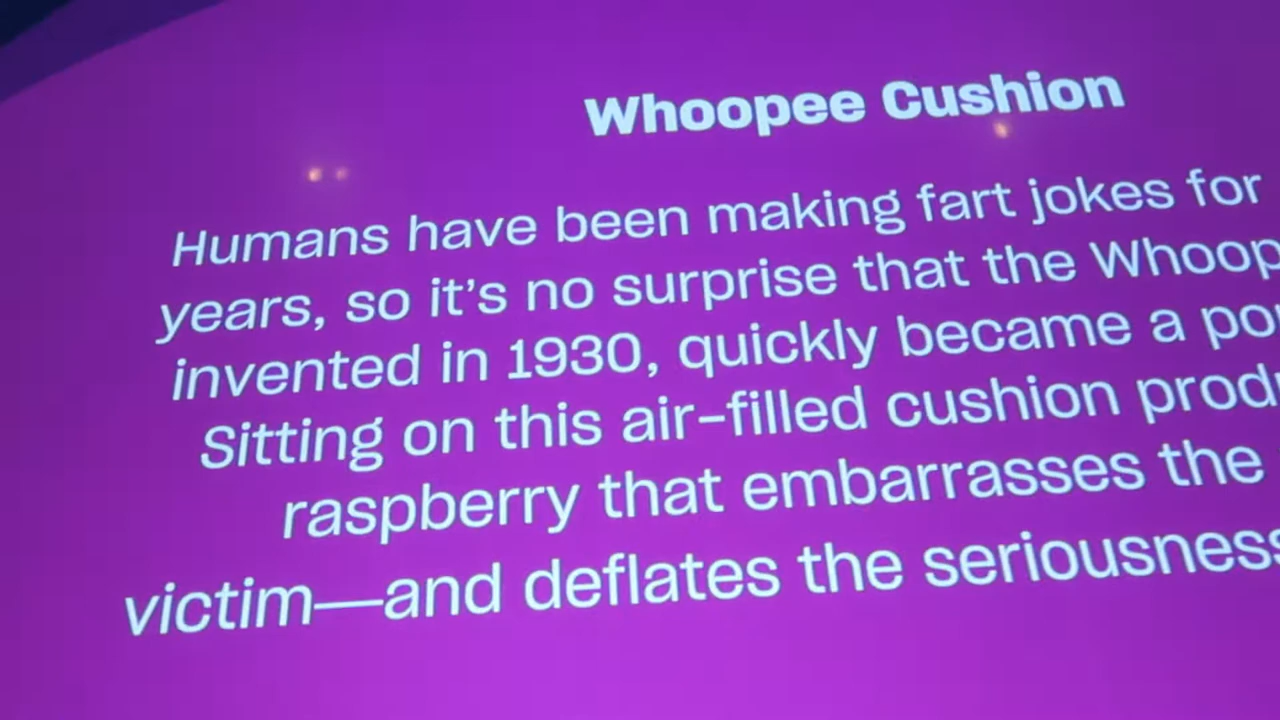 Whoopee Cushion
Humans have been making fart jokes for
years, so it's no surprise that the Whoop
invented in 1930, quickly became a po
Sitting on this air-filled cushion prod
raspberry that embarrasses the
victim—and deflates the seriousness